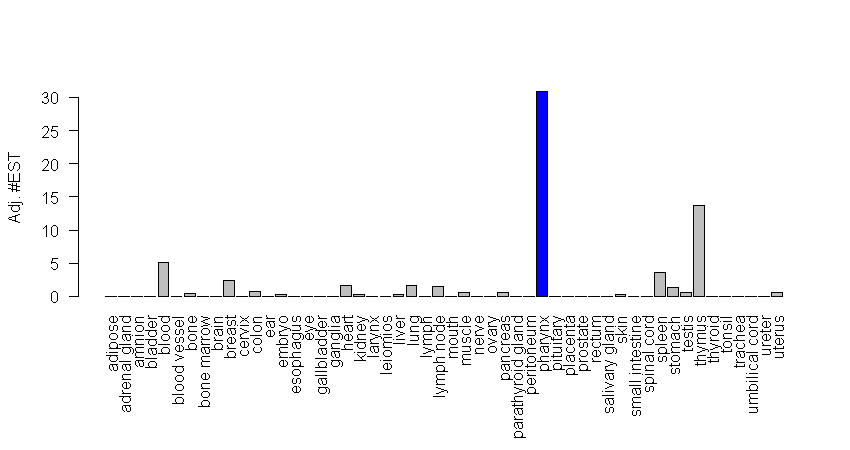 Adj. #EST
30
25
20
15
10
5
0
adipose
adrenal gland
amnion
bladder
blood
blood vessel
bone
bone marrow
brain
breast
cervix
colon
ear
embryo
esophagus
eye
gallbladder
ganglia
heart
kidney
larynx
leiomios
liver
lung
lymph
lymph node
mouth
muscle
nerve
ovary
pancreas
parathyroid gland
peritoneum
pharynx
pituitary
placenta
prostate
rectum
salivary gland
skin
small intestine
spinal cord
spleen
stomach
testis
thymus
thyroid
tonsil
trachea
umbilical cord
ureter
uterus